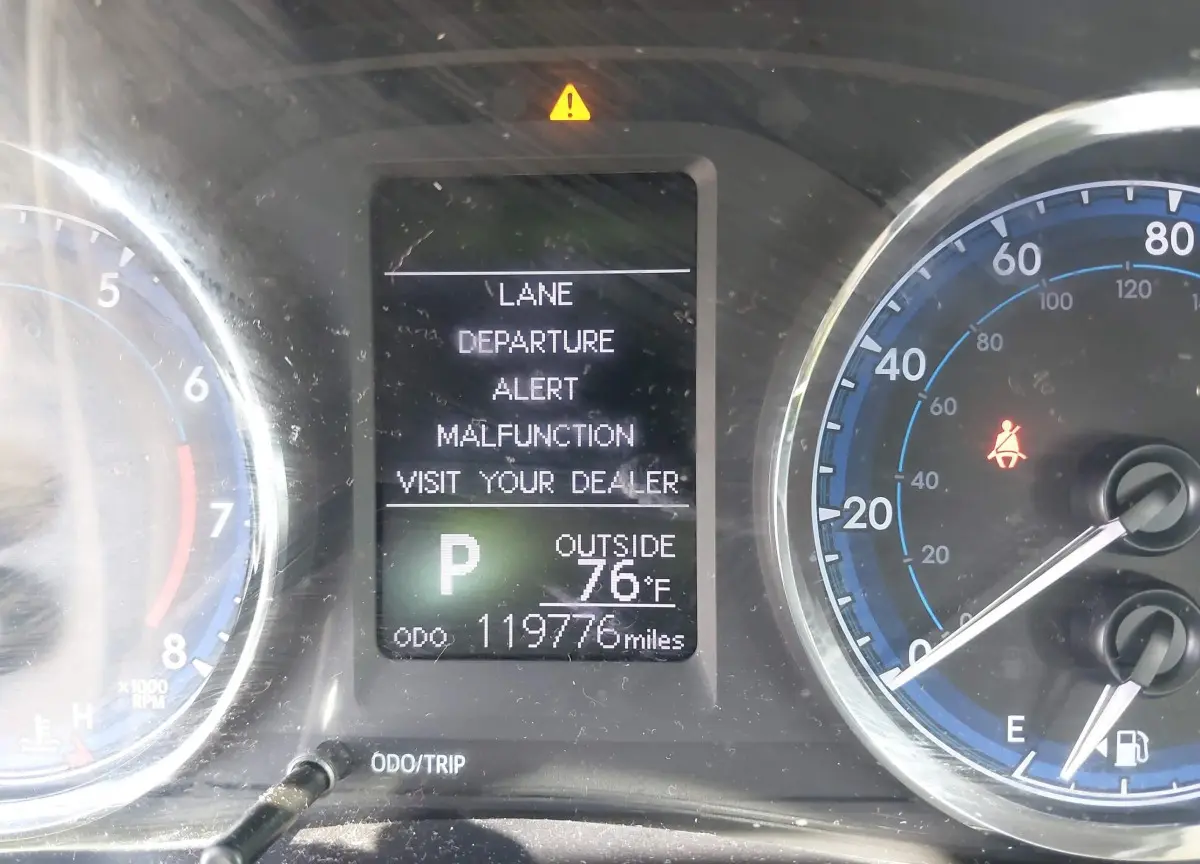 LANE
DEPARTURE
ALERT
MALFUNCTION
VISIT YOUR DEALER
P
OUTSIDE
76°F
ODO 119776 miles
ODO/TRIP
5
6
7
8
x1000
RPM
H
80
60
40
20
0
120
100
80
60
40
20
0
E